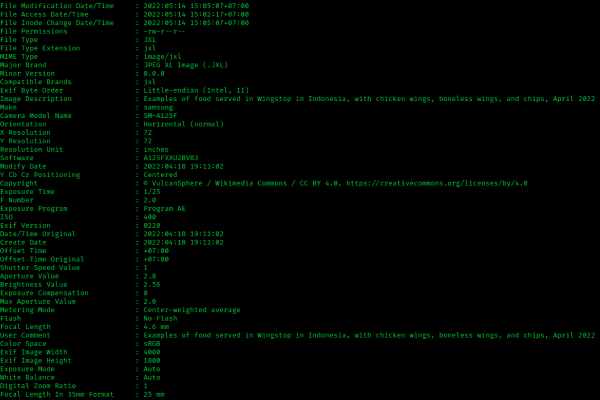 File Modification Date/Time : 2022:05:14 15:05:07+07:00
File Access Date/Time : 2022:05:14 15:02:17+07:00
File Inode Change Date/Time : 2022:05:14 15:05:07+07:00
File Permissions : -rw-r--r--
File Type : JXL
File Type Extension : jxl
MIME Type : image/jxl
Major Brand : JPEG XL Image (.JXL)
Minor Version : 0.0.0
Compatible Brands : jxl
Exif Byte Order : Little-endian (Intel, II)
Image Description : Examples of food served in Wingstop in Indonesia, with chicken wings, boneless wings, and chips, April 2022
Make : samsung
Camera Model Name : SM-A125F
Orientation : Horizontal (normal)
X Resolution : 72
Y Resolution : 72
Resolution Unit : inches
Software : A125FXXU2BVB3
Modify Date : 2022:04:18 19:11:02
Y Cb Cr Positioning : Centered
Copyright : © VulcanSphere / Wikimedia Commons / CC BY 4.0, https://creativecommons.org/licenses/by/4.0
Exposure Time : 1/25
F Number : 2.0
Exposure Program : Program AE
ISO : 400
Exif Version : 0220
Date/Time Original : 2022:04:18 19:11:02
Create Date : 2022:04:18 19:11:02
Offset Time : +07:00
Offset Time Original : +07:00
Shutter Speed Value : 1
Aperture Value : 2.0
Brightness Value : 2.56
Exposure Compensation : 0
Max Aperture Value : 2.0
Metering Mode : Center-weighted average
Flash : No Flash
Focal Length : 4.6 mm
User Comment : Examples of food served in Wingstop in Indonesia, with chicken wings, boneless wings, and chips, April 2022
Color Space : sRGB
Exif Image Width : 4000
Exif Image Height : 1800
Exposure Mode : Auto
White Balance : Auto
Digital Zoom Ratio : 1
Focal Length In 35mm Format : 25 mm